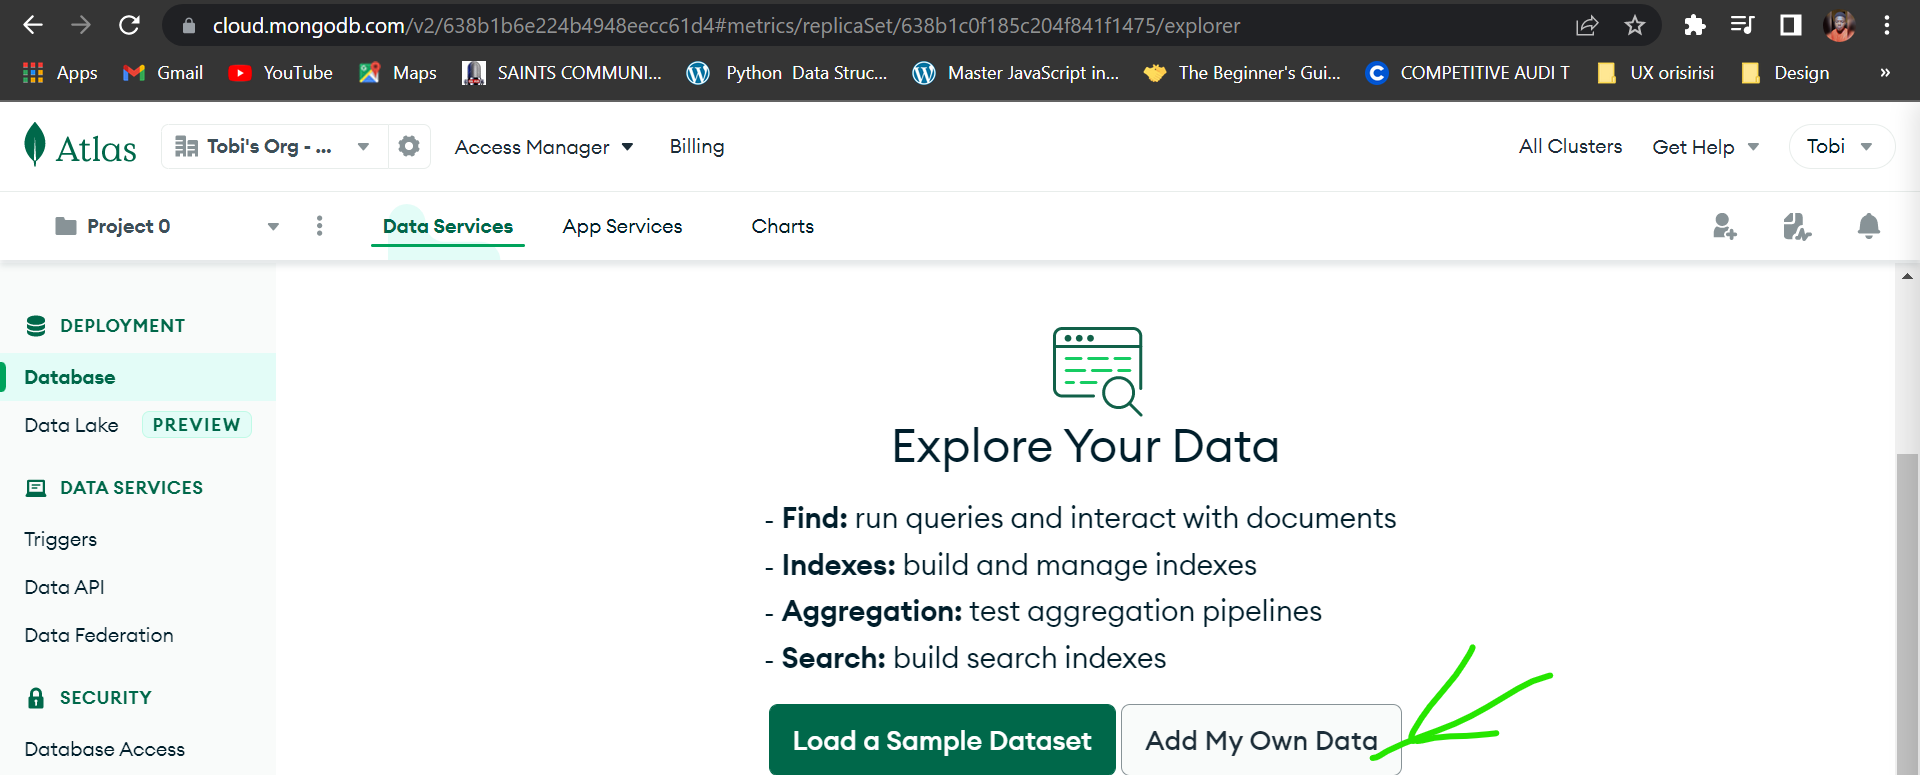 cloud.mongodb.com/v2/638b1b6e224b4948eecc61d4#metrics/replicaSet/638b1c0f185c204f841f1475/explorer
Apps Gmail YouTube Maps SAINTS COMMUNI... Python Data Struc... Master JavaScript in... The Beginner's Gui... COMPETITIVE AUDI T UX orisirisi Design »
Atlas Tobi's Org - ... Access Manager Billing All Clusters Get Help Tobi
Project 0 Data Services App Services Charts
DEPLOYMENT
Database
Data Lake PREVIEW
DATA SERVICES
Triggers
Data API
Data Federation
SECURITY
Database Access
Explore Your Data
- Find: run queries and interact with documents
- Indexes: build and manage indexes
- Aggregation: test aggregation pipelines
- Search: build search indexes
Load a Sample Dataset Add My Own Data